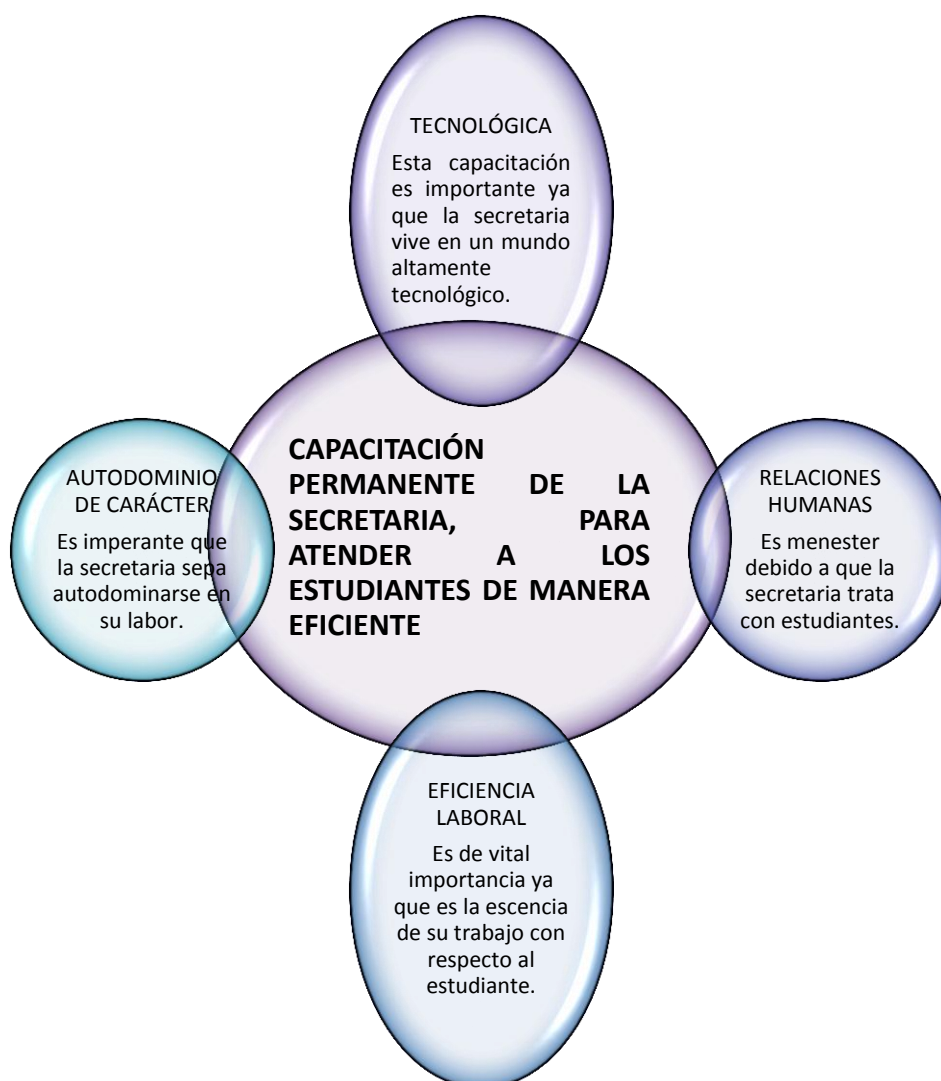 TECNOLÓGICA
Esta capacitación
es importante ya
que la secretaria
vive en un mundo
altamente
tecnológico.
CAPACITACIÓN
PERMANENTE DE LA
SECRETARIA, PARA
ATENDER A LOS
ESTUDIANTES DE MANERA
EFICIENTE
AUTODOMINIO
DE CARÁCTER
Es imperante que
la secretaria sepa
autodominarse en
su labor.
RELACIONES
HUMANAS
Es menester
debido a que la
secretaria trata
con estudiantes.
EFICIENCIA
LABORAL
Es de vital
importancia ya
que es la escencia
de su trabajo con
respecto al
estudiante.